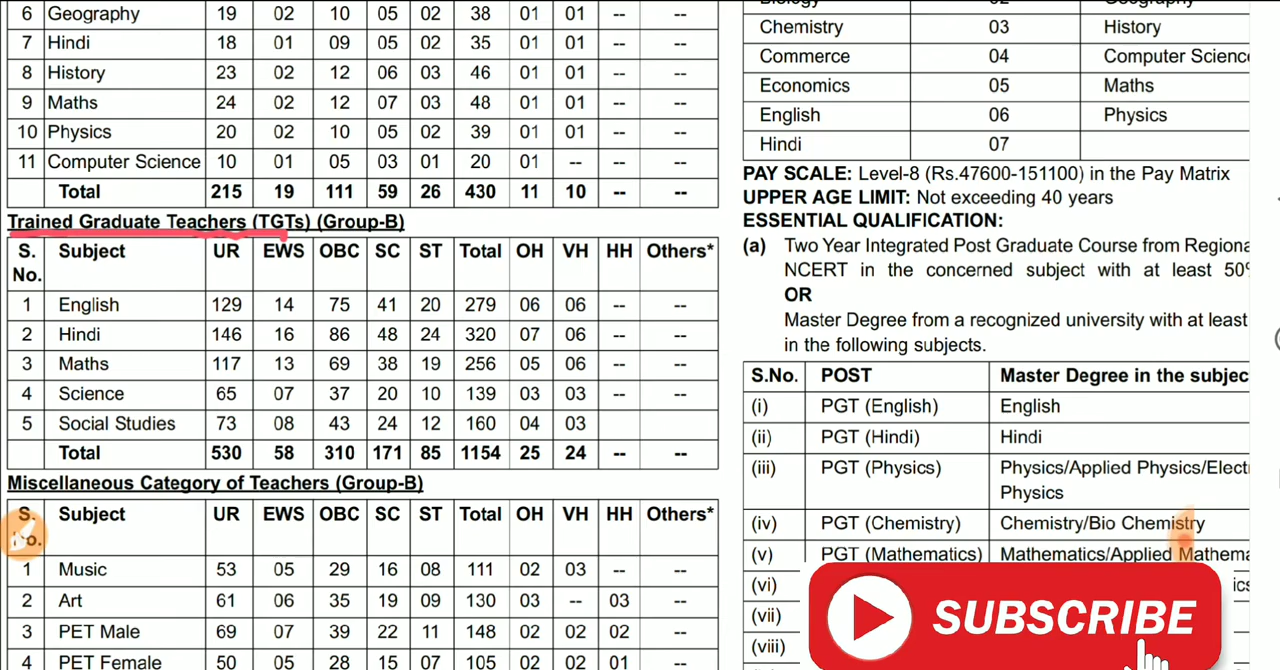 6 Geography 19 02 10 05 02 38 01 01 -- --
7 Hindi 18 01 09 05 02 35 01 01 -- --
8 History 23 02 12 06 03 46 01 01 -- --
9 Maths 24 02 12 07 03 48 01 01 -- --
10 Physics 20 02 10 05 02 39 01 01 -- --
11 Computer Science 10 01 05 03 01 20 01 -- -- --
Total 215 19 111 59 26 430 11 10 -- --
Trained Graduate Teachers (TGTs) (Group-B)
S. No. Subject UR EWS OBC SC ST Total OH VH HH Others*
1 English 129 14 75 41 20 279 06 06 -- --
2 Hindi 146 16 86 48 24 320 07 06 -- --
3 Maths 117 13 69 38 19 256 05 06 -- --
4 Science 65 07 37 20 10 139 03 03 -- --
5 Social Studies 73 08 43 24 12 160 04 03
Total 530 58 310 171 85 1154 25 24 -- --
Miscellaneous Category of Teachers (Group-B)
S. No. Subject UR EWS OBC SC ST Total OH VH HH Others*
1 Music 53 05 29 16 08 111 02 03 -- --
2 Art 61 06 35 19 09 130 03 -- 03 --
3 PET Male 69 07 39 22 11 148 02 02 02 --
4 PET Female 50 05 28 15 07 105 02 02 01 --
Biology 02 Geography
Chemistry 03 History
Commerce 04 Computer Science
Economics 05 Maths
English 06 Physics
Hindi 07
PAY SCALE: Level-8 (Rs.47600-151100) in the Pay Matrix
UPPER AGE LIMIT: Not exceeding 40 years
ESSENTIAL QUALIFICATION:
(a) Two Year Integrated Post Graduate Course from Regiona
NCERT in the concerned subject with at least 50%
OR
Master Degree from a recognized university with at least
in the following subjects.
S.No. POST Master Degree in the subjec
(i) PGT (English) English
(ii) PGT (Hindi) Hindi
(iii) PGT (Physics) Physics/Applied Physics/Elect
Physics
(iv) PGT (Chemistry) Chemistry/Bio Chemistry
(v) PGT (Mathematics) Mathematics/Applied Mathema
(vi) ics
(vii)
(viii)
SUBSCRIBE